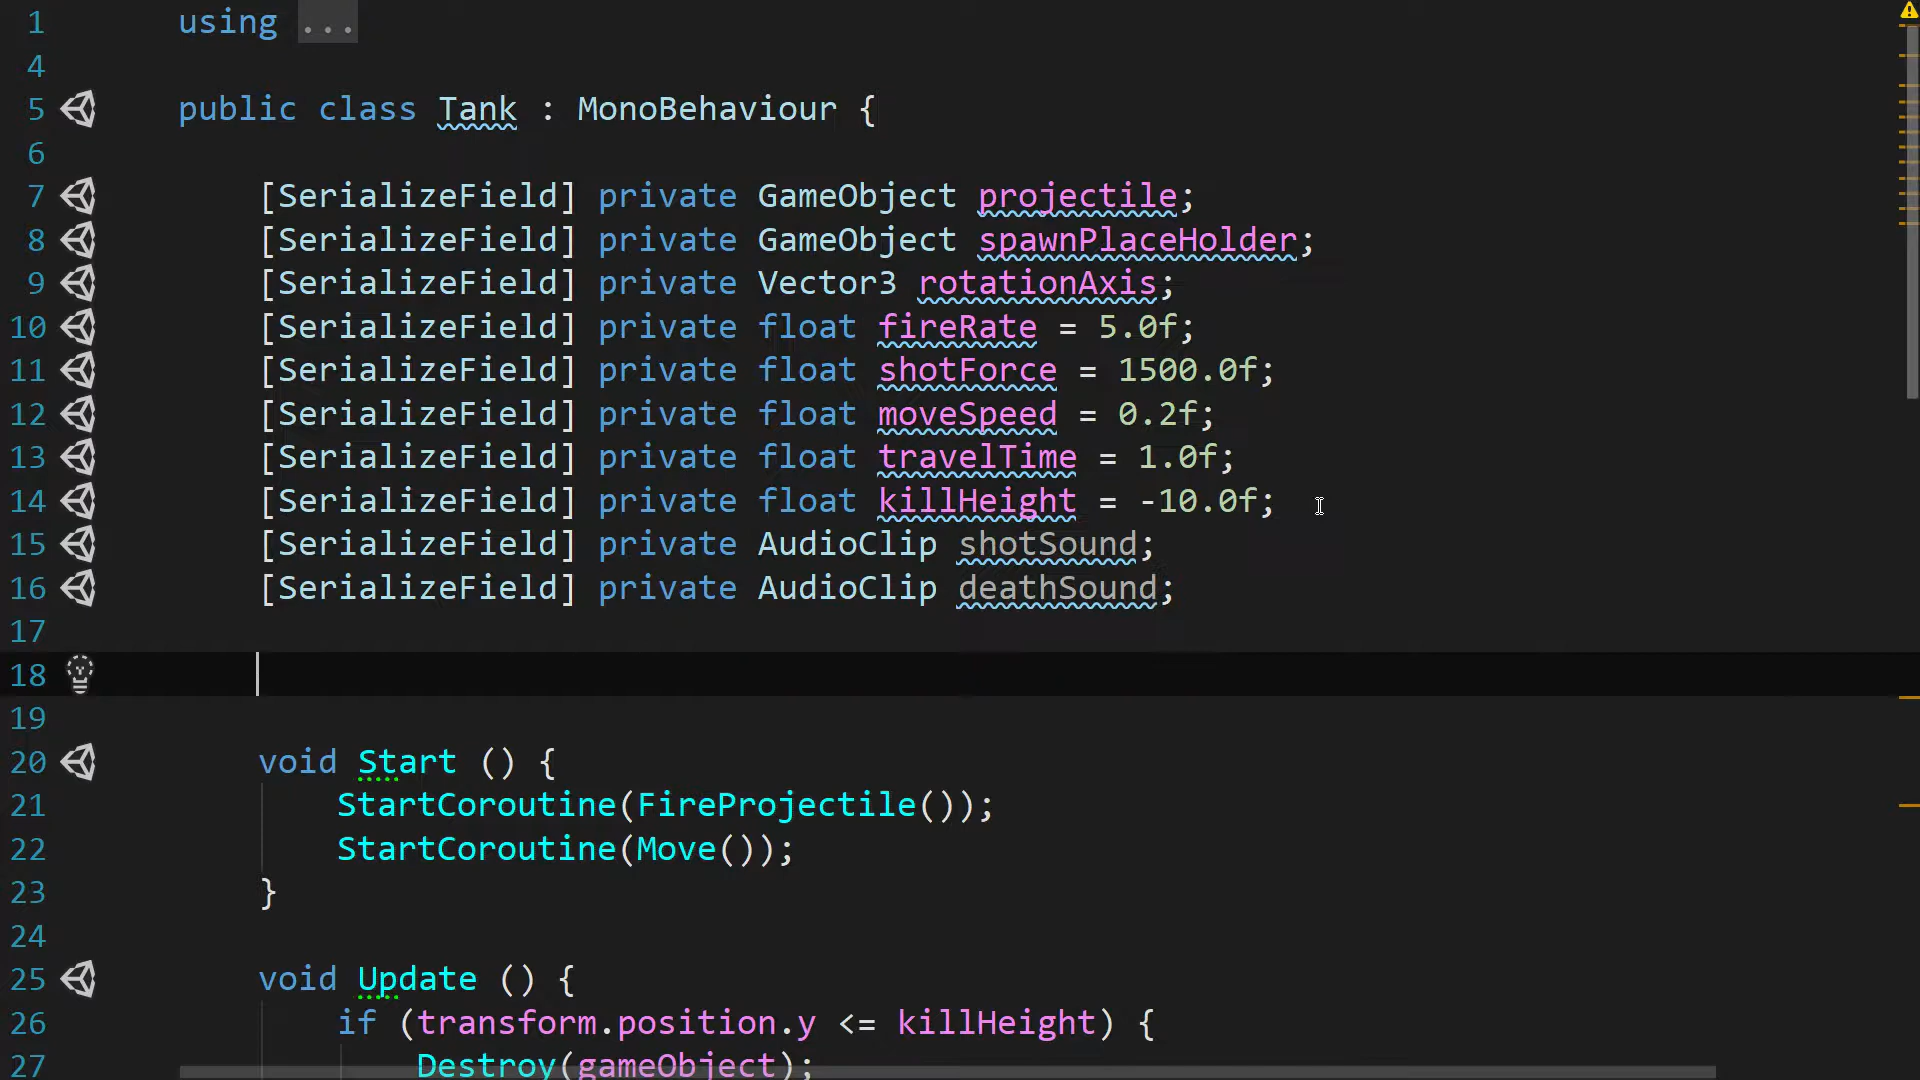 1 using ...
4
5 public class Tank : MonoBehaviour {
6
7 [SerializeField] private GameObject projectile;
8 [SerializeField] private GameObject spawnPlaceHolder;
9 [SerializeField] private Vector3 rotationAxis;
10 [SerializeField] private float fireRate = 5.0f;
11 [SerializeField] private float shotForce = 1500.0f;
12 [SerializeField] private float moveSpeed = 0.2f;
13 [SerializeField] private float travelTime = 1.0f;
14 [SerializeField] private float killHeight = -10.0f;
15 [SerializeField] private AudioClip shotSound;
16 [SerializeField] private AudioClip deathSound;
17
18
19
20 void Start () {
21 StartCoroutine(FireProjectile());
22 StartCoroutine(Move());
23 }
24
25 void Update () {
26 if (transform.position.y <= killHeight) {
27 Destroy(gameObject);